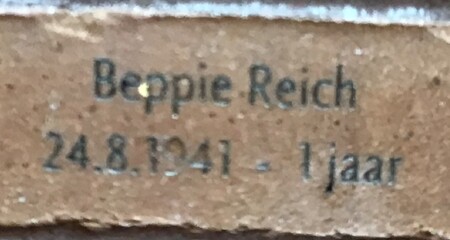 Beppie Reich
24.8.1941 - 1 jaar